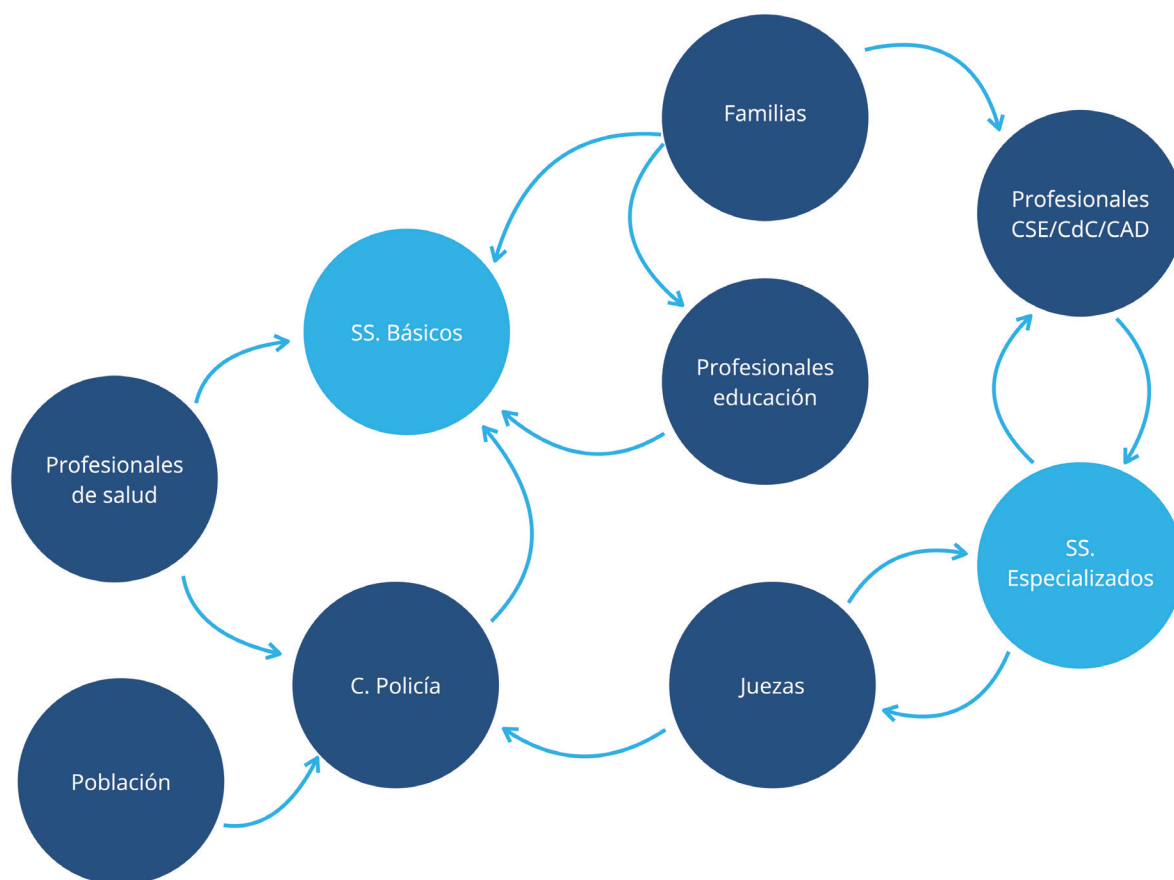 Familias
Profesionales
CSE/CdC/CAD
SS. Básicos
Profesionales
educación
Profesionales
de salud
SS.
Especializados
C. Policía
Juezas
Población